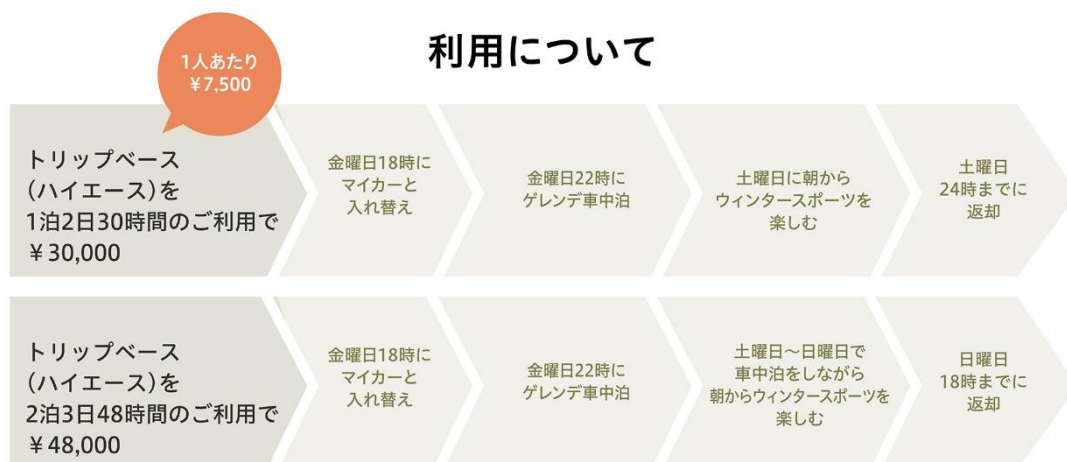 利用について
1人あたり
￥7,500
トリップベース
（ハイエース）を
1泊2日30時間のご利用で
￥30,000
金曜日18時に
マイカーと
入れ替え
金曜日22時に
ゲレンデ車中泊
土曜日に朝から
ウィンタースポーツを
楽しむ
土曜日
24時までに
返却
トリップベース
（ハイエース）を
2泊3日48時間のご利用で
￥48,000
金曜日18時に
マイカーと
入れ替え
金曜日22時に
ゲレンデ車中泊
土曜日～日曜日で
車中泊をしながら
朝からウィンタースポーツを
楽しむ
日曜日
18時までに
返却